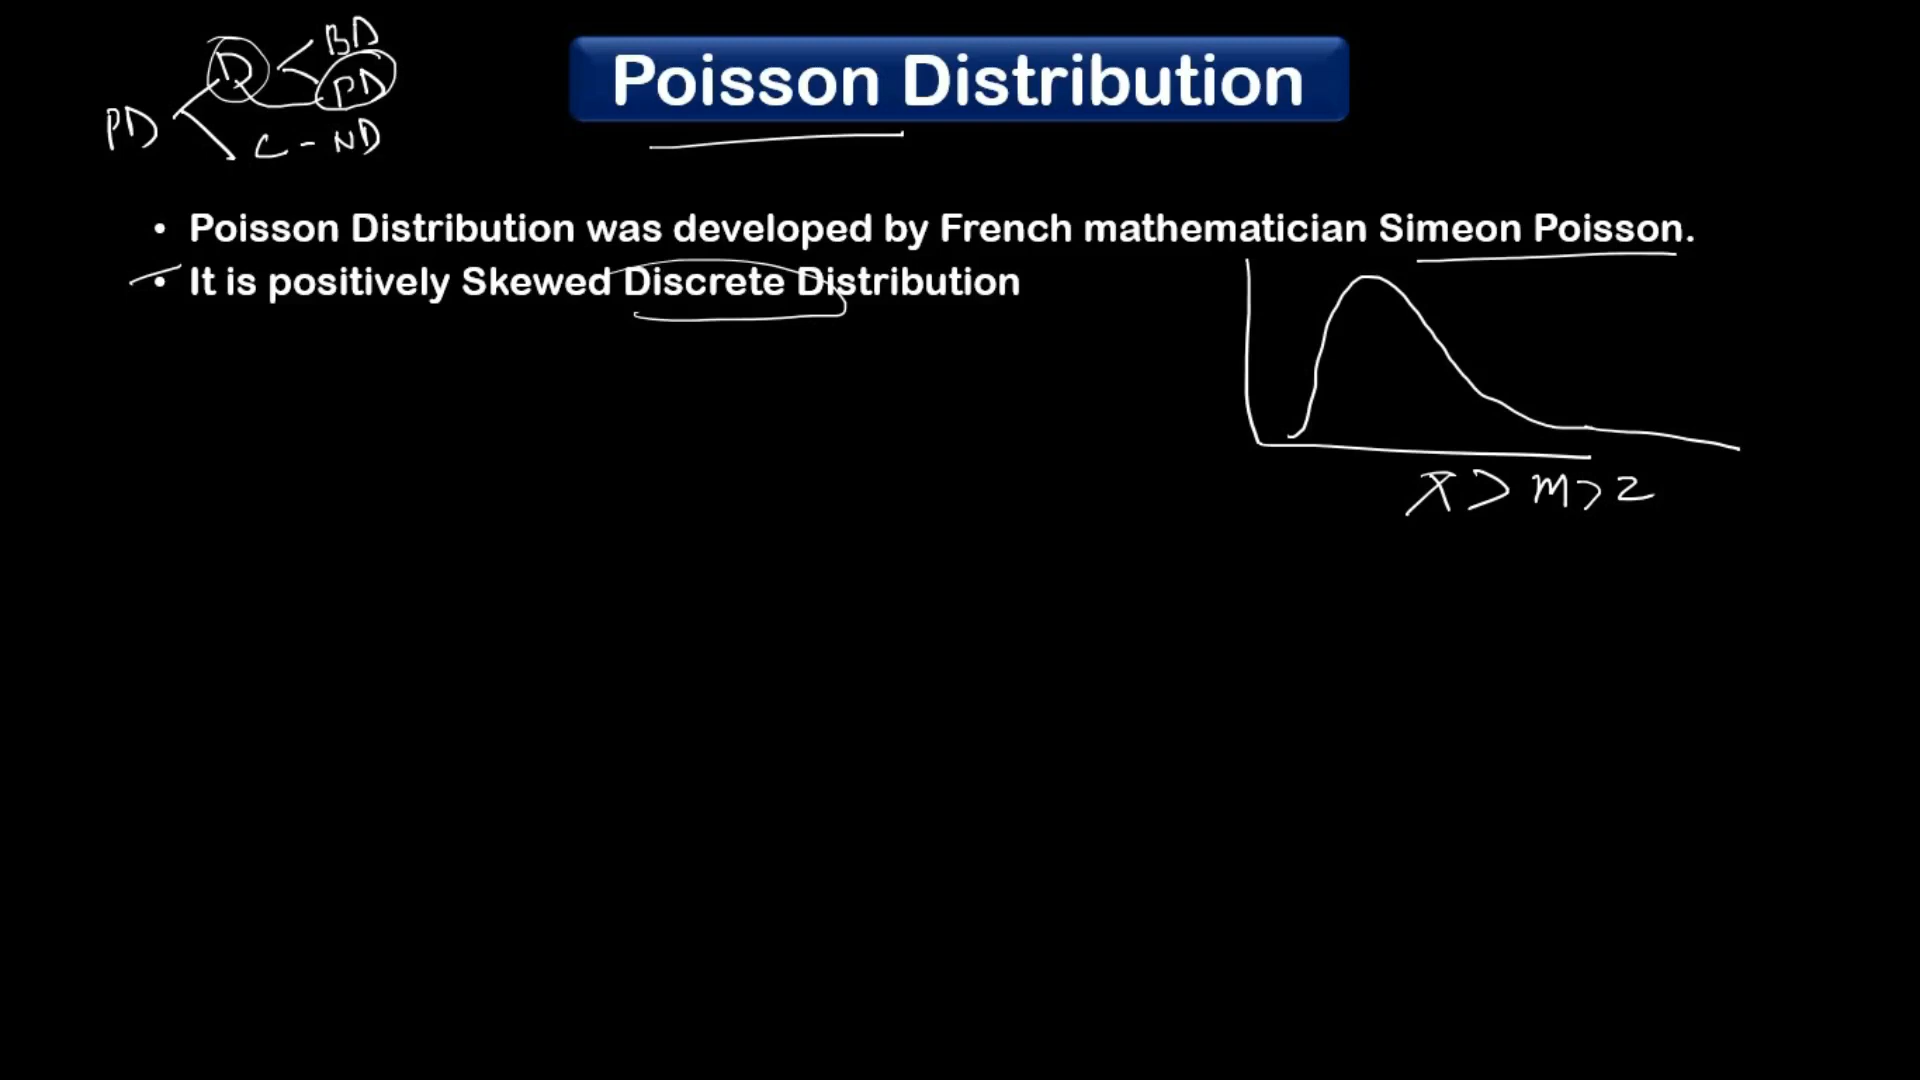 BD
D
PD
PD
C - ND
Poisson Distribution
• Poisson Distribution was developed by French mathematician Simeon Poisson.
• It is positively Skewed Discrete Distribution
x̄ > M > Z